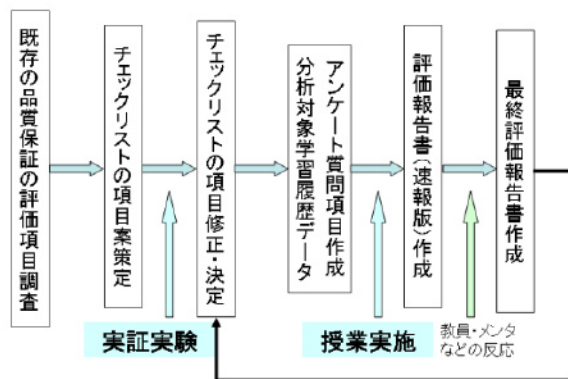 既存の品質保証の評価項目調査
チェックリストの項目案策定
チェックリストの項目修正・決定
アンケート質問項目作成
分析対象学習履歴データ
評価報告書(速報版)作成
最終評価報告書作成
実証実験
授業実施
教員・メンタ
などの反応